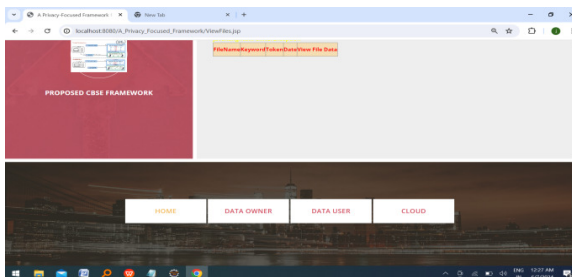 A Privacy-Focused Framework
New Tab
localhost:8080/A_Privacy_Focused_Framework/ViewFiles.jsp
FileName Keyword Token Date View File Data
PROPOSED CBSE FRAMEWORK
HOME DATA OWNER DATA USER CLOUD
ENG 12:27 AM
IN